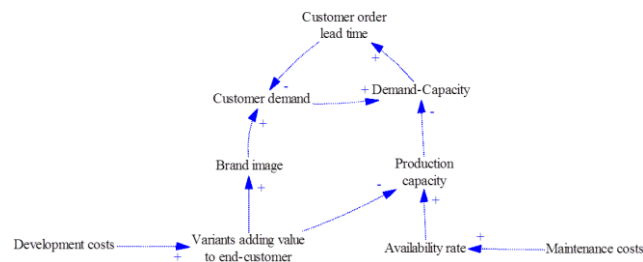 Customer order
lead time
+
-
Customer demand
+ Demand-Capacity
+
-
Brand image
Production
capacity
+
-
+
Development costs
+
Variants adding value
to end-customer
Availability rate
+
Maintenance costs